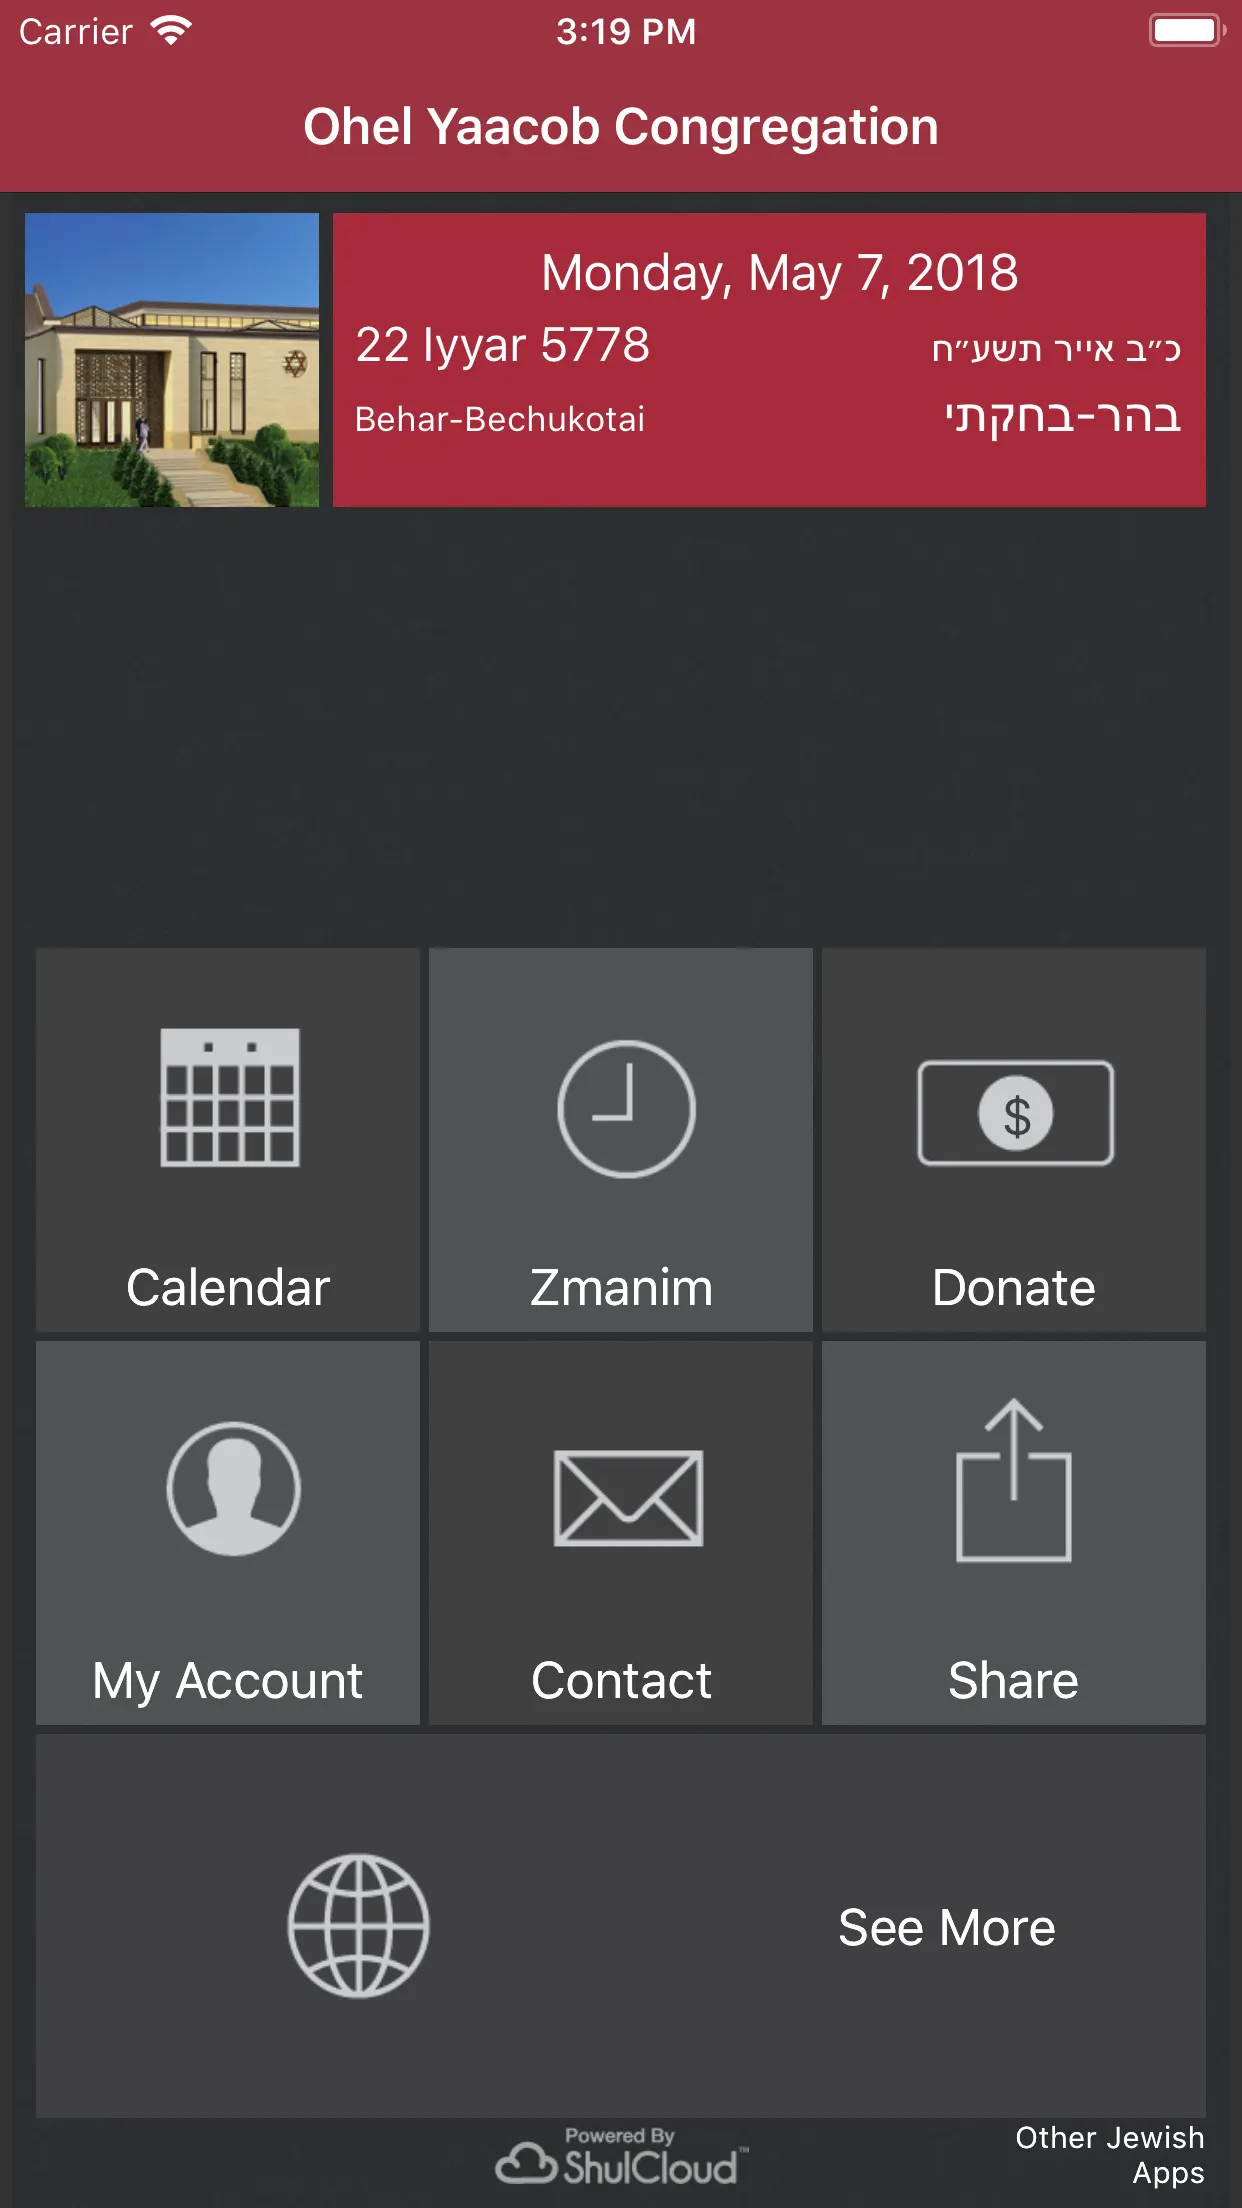 Carrier
3:19 PM
Ohel Yaacob Congregation
Monday, May 7, 2018
22 Iyyar 5778
כ״ב אייר תשע״ח
Behar-Bechukotai
בהר-בחקתי
Calendar
Zmanim
$
Donate
My Account
Contact
Share
See More
Powered By
ShulCloud™
Other Jewish
Apps